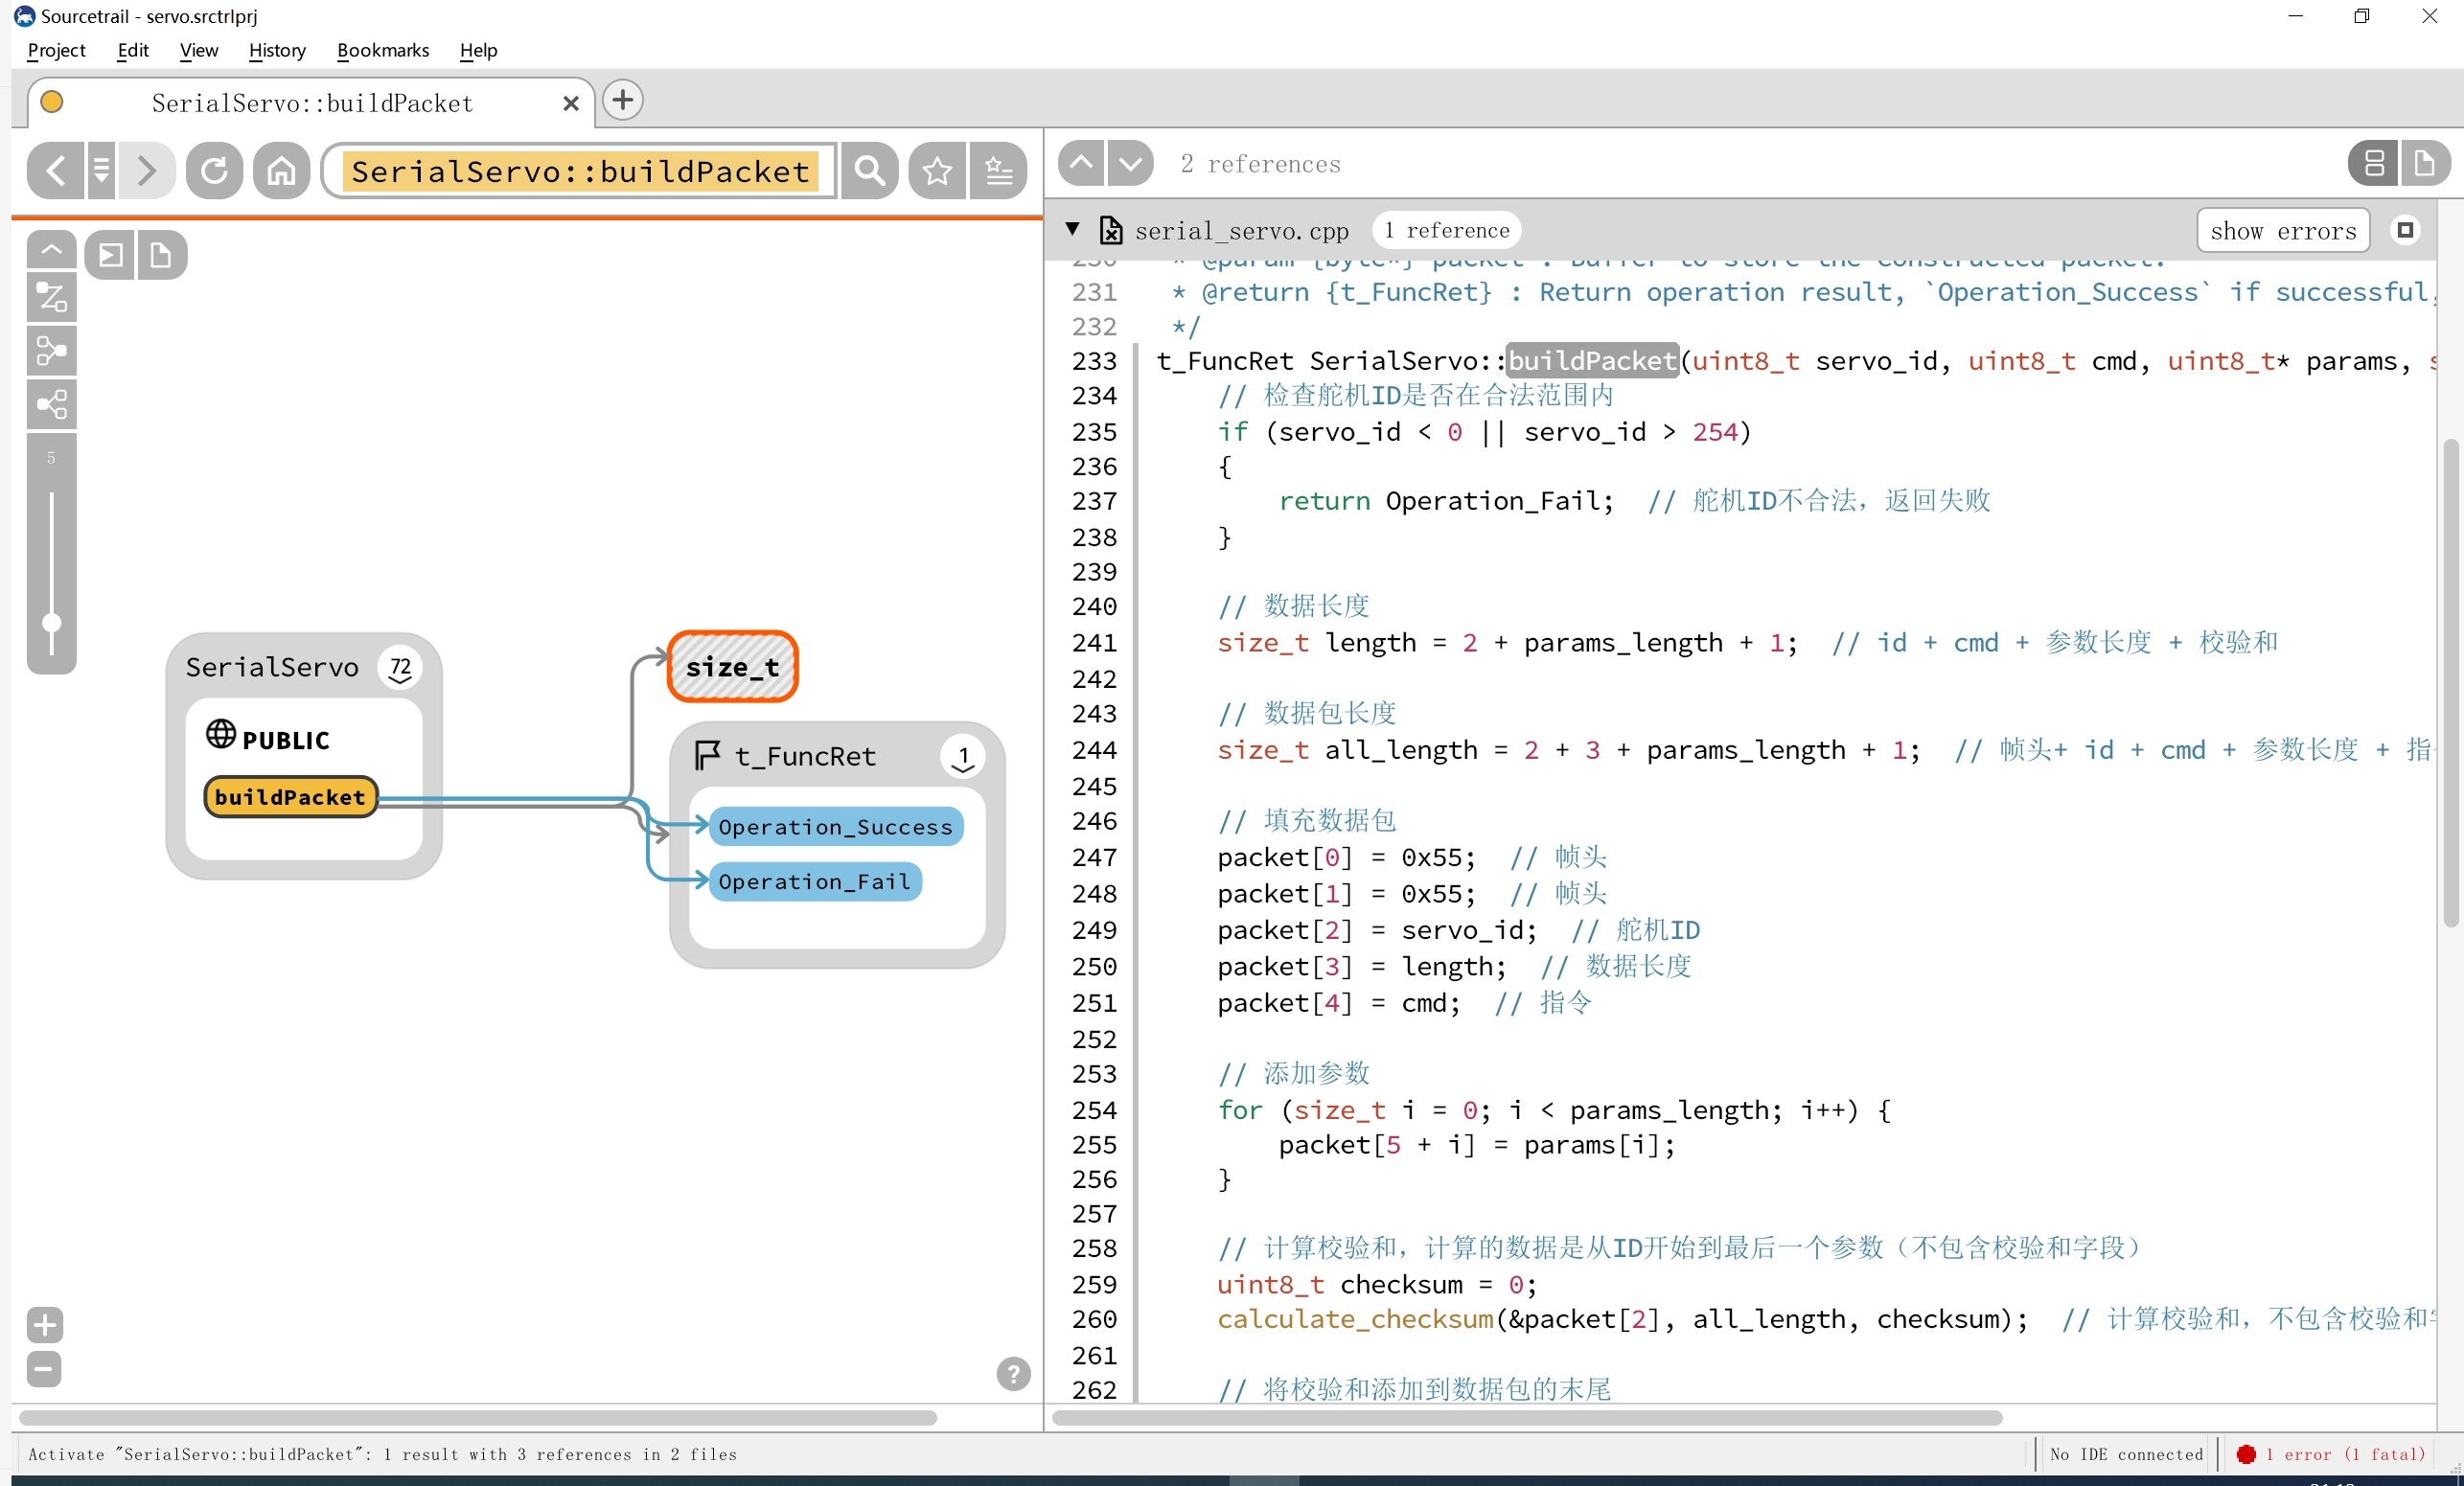 Sourcetrail - servo.srctrlprj
Project Edit View History Bookmarks Help
SerialServo::buildPacket
SerialServo::buildPacket
2 references
serial_servo.cpp 1 reference show errors
5
SerialServo 72
PUBLIC
buildPacket
size_t
t_FuncRet 1
Operation_Success
Operation_Fail
?
230 * @param {byte*} packet : Buffer to store the constructed packet.
231 * @return {t_FuncRet} : Return operation result, `Operation_Success` if successful,
232 */
233 t_FuncRet SerialServo::buildPacket(uint8_t servo_id, uint8_t cmd, uint8_t* params, s
234 // 检查舵机ID是否在合法范围内
235 if (servo_id < 0 || servo_id > 254)
236 {
237 return Operation_Fail; // 舵机ID不合法，返回失败
238 }
239
240 // 数据长度
241 size_t length = 2 + params_length + 1; // id + cmd + 参数长度 + 校验和
242
243 // 数据包长度
244 size_t all_length = 2 + 3 + params_length + 1; // 帧头+ id + cmd + 参数长度 + 指
245
246 // 填充数据包
247 packet[0] = 0x55; // 帧头
248 packet[1] = 0x55; // 帧头
249 packet[2] = servo_id; // 舵机ID
250 packet[3] = length; // 数据长度
251 packet[4] = cmd; // 指令
252
253 // 添加参数
254 for (size_t i = 0; i < params_length; i++) {
255 packet[5 + i] = params[i];
256 }
257
258 // 计算校验和，计算的数据是从ID开始到最后一个参数（不包含校验和字段）
259 uint8_t checksum = 0;
260 calculate_checksum(&packet[2], all_length, checksum); // 计算校验和，不包含校验和
261
262 // 将校验和添加到数据包的末尾
Activate "SerialServo::buildPacket": 1 result with 3 references in 2 files
No IDE connected
1 error (1 fatal)